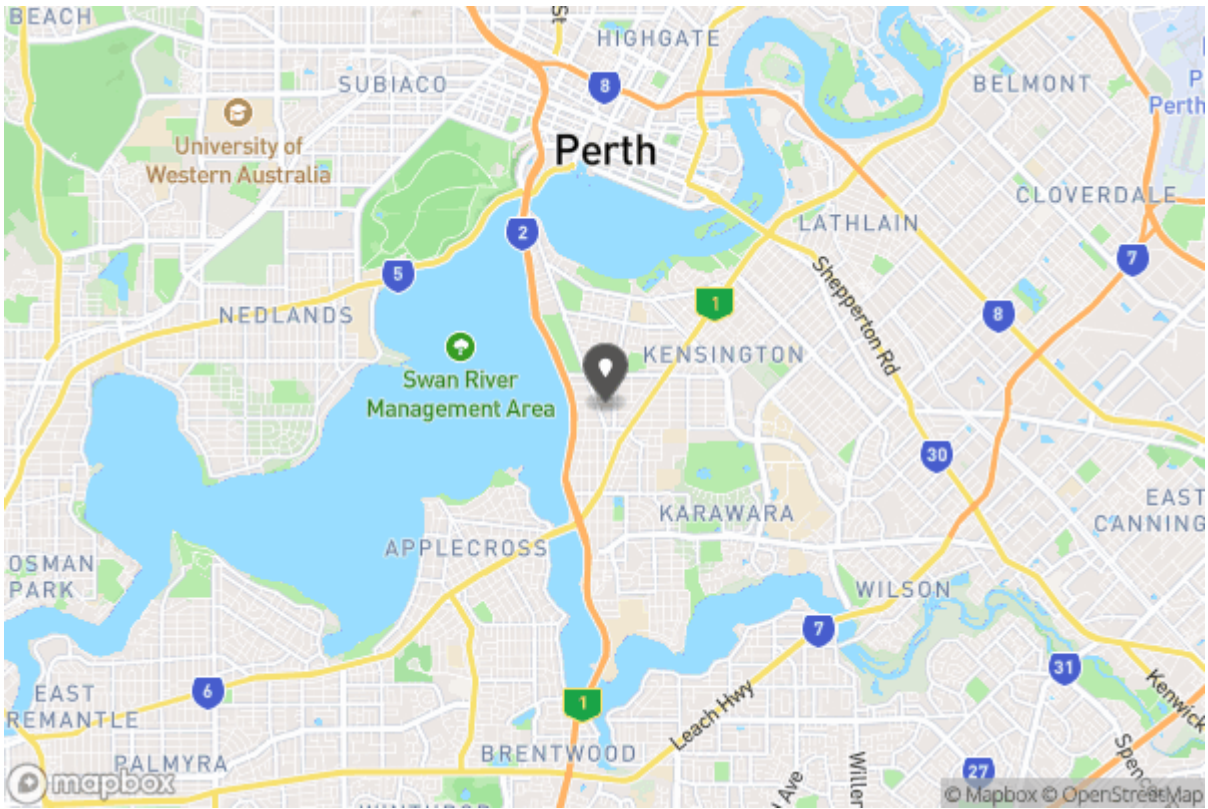 BEACH
HIGHGATE
St
8
SUBIACO
BELMONT
Perth
University of
Western Australia
Perth
CLOVERDALE
LATHLAIN
2
5
7
1
8
Shepperton Rd
NEDLANDS
KENSINGTON
Swan River
Management Area
30
EAST
CANNING
KARAWARA
APPLECROSS
OSMAN
PARK
WILSON
7
31
6
1
EAST
REMANTLE
Kenwick
Leach Hwy
BRENTWOOD
PALMYRA
27
mapbox
© Mapbox © OpenStreetMap